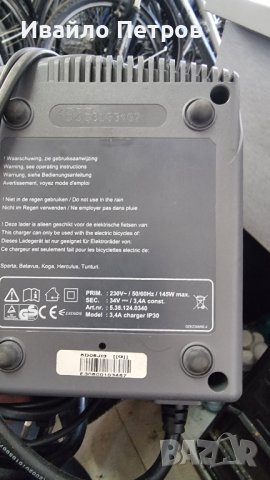 Ивайло Петров
! Waarschuwing, zie gebruiksaanwijzing
Warning, see operating instructions
Warnung, siehe Bedienungsanleitung
Avertissement, voyez mode d'emploi
! Niet in de regen gebruiken / Do not use in the rain
Nicht im Regen verwenden / Ne employer pas dans pluie
! Deze lader is alleen geschikt voor de elektrische fietsen van:
This charger can only be used with the electric bicycles of:
Dieses Ladegerät ist nur geeignet für Elektroräder von:
Ce chargeur est fait seulement pour les bicyclettes electric de:
Sparta, Batavus, Koga, Hercules, Tunturi.
PRIM. : 230V~ / 50/60Hz / 145W max.
SEC. : 24V ⎓ / 3,4A const.
Art.nr : 5.35.124.0340
Model : 3,4A charger IP30
BAZAR